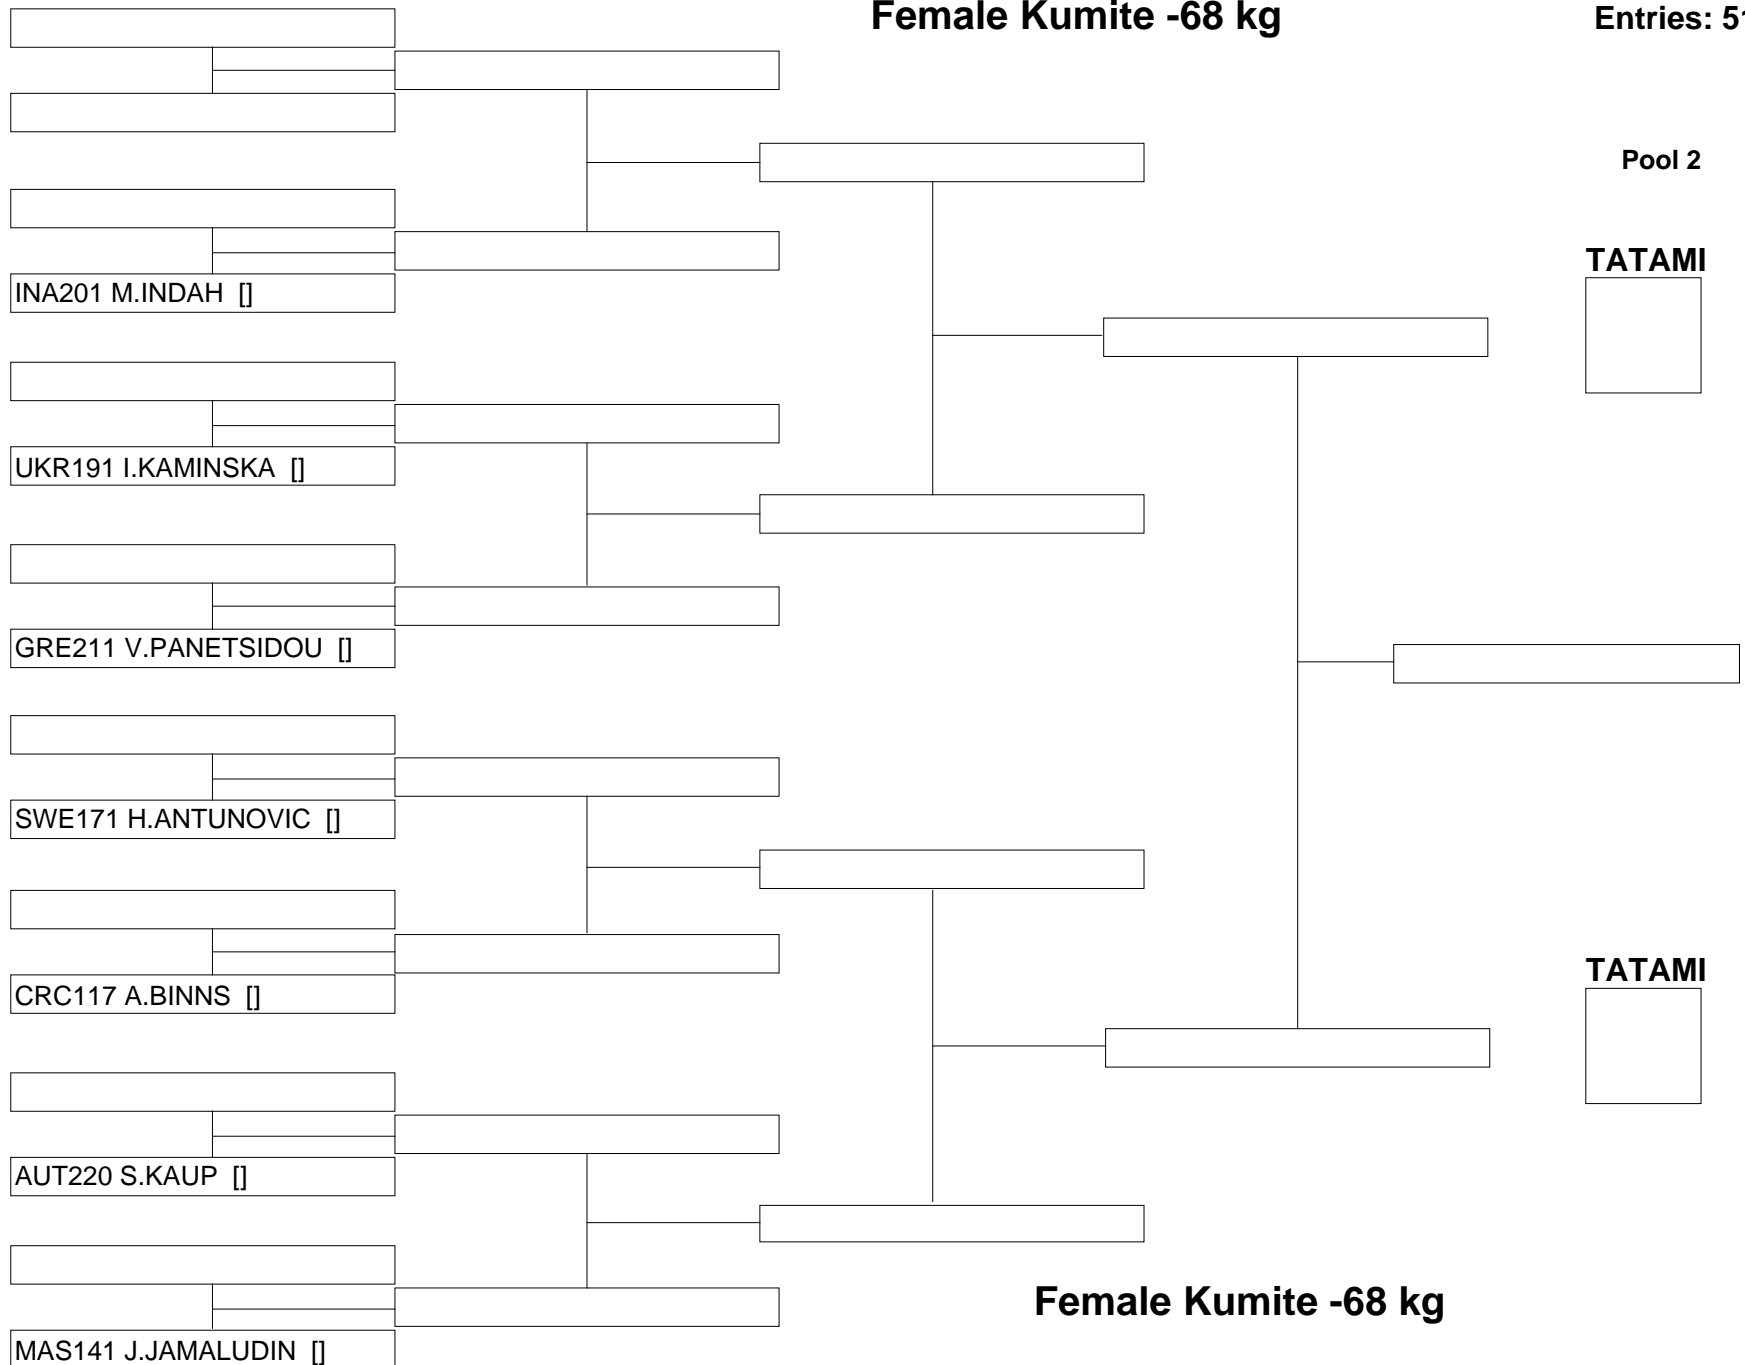 Female Kumite -68 kg
Entries: 51
Pool 2
TATAMI
INA201 M.INDAH []
UKR191 I.KAMINSKA []
GRE211 V.PANETSIDOU []
SWE171 H.ANTUNOVIC []
CRC117 A.BINNS []
TATAMI
AUT220 S.KAUP []
Female Kumite -68 kg
MAS141 J.JAMALUDIN []